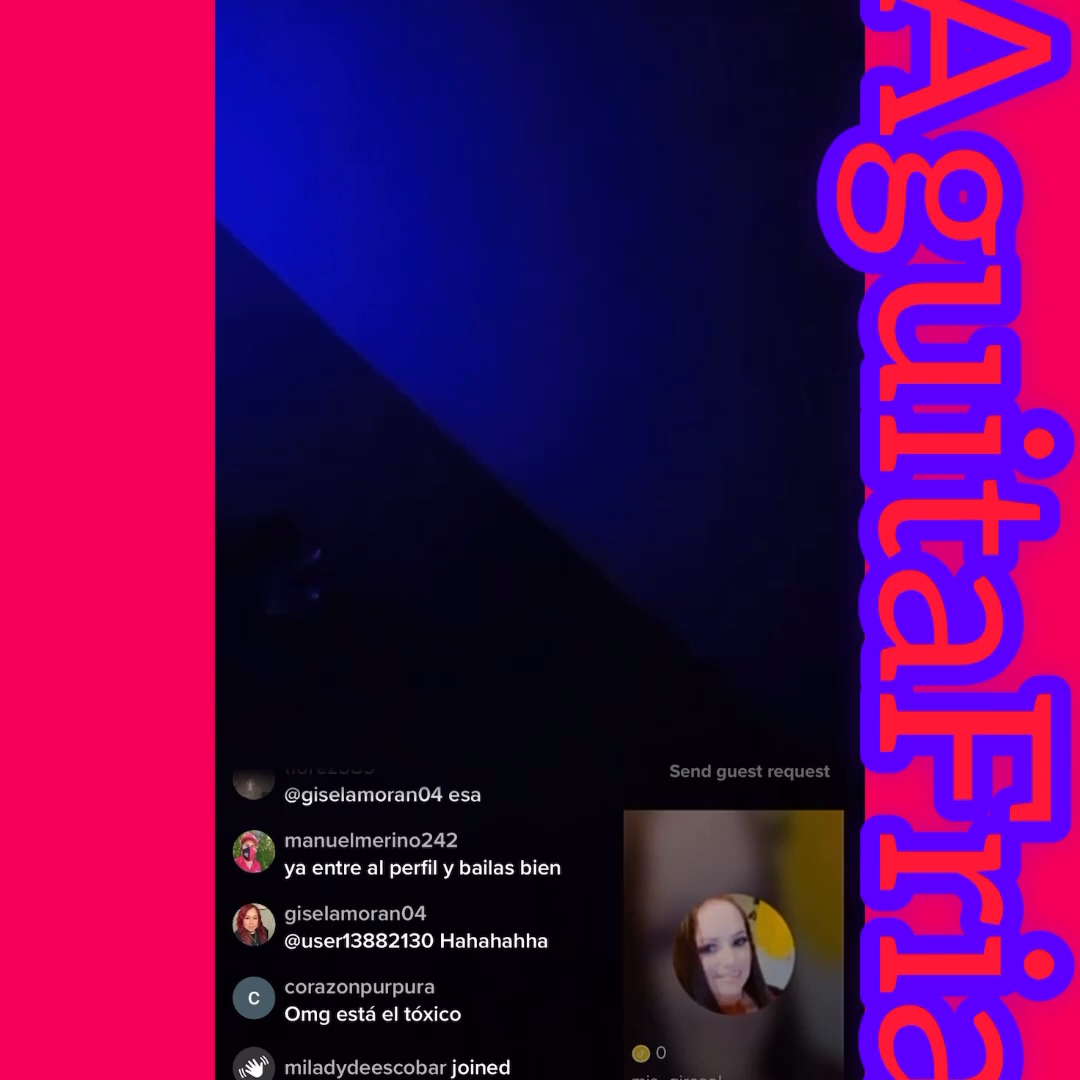 AguitaFria
Send guest request
@giselamoran04 esa
manuelmerino242
ya entre al perfil y bailas bien
giselamoran04
@user13882130 Hahahahha
corazonpurpura
C
Omg está el tóxico
miladydeescobar joined
0